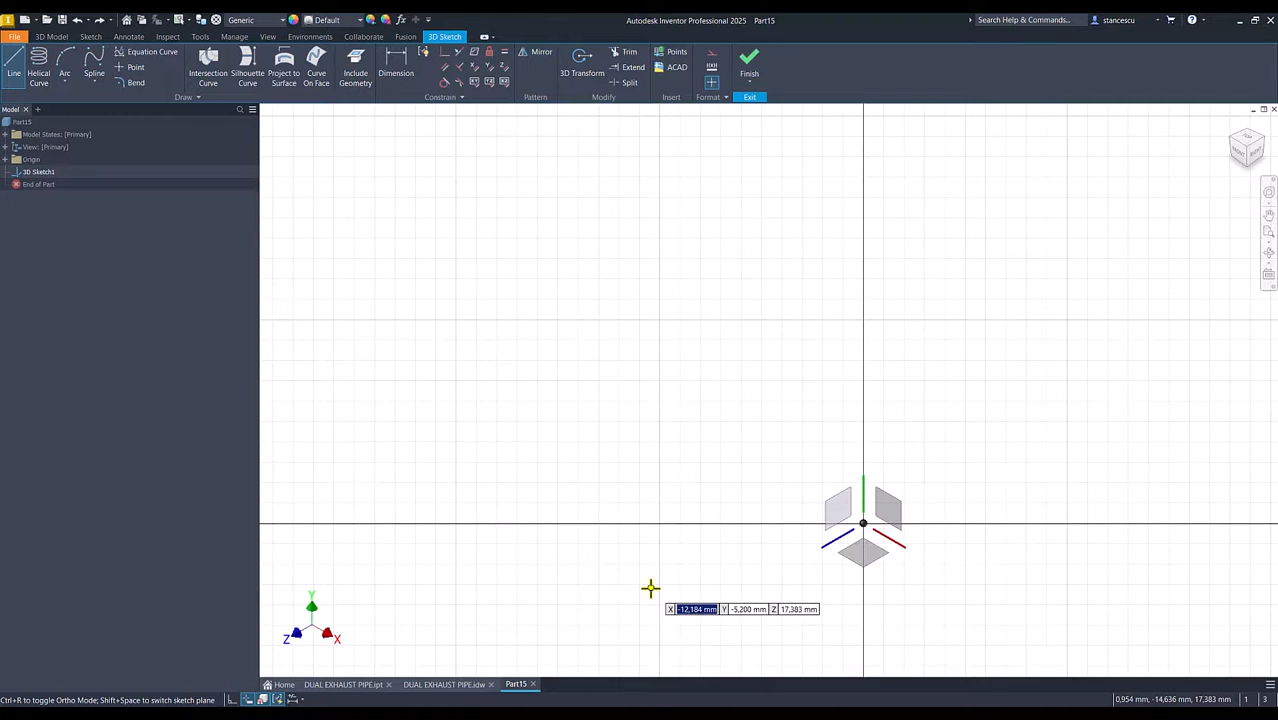 Generic
Default
fx
Autodesk Inventor Professional 2025 Part15
Search Help & Commands...
stancescu
File
3D Model
Sketch
Annotate
Inspect
Tools
Manage
View
Environments
Collaborate
Fusion
3D Sketch
Line
Helical Curve
Arc
Spline
Equation Curve
Point
Bend
Intersection Curve
Silhouette Curve
Project to Surface
Curve On Face
Include Geometry
Dimension
Mirror
3D Transform
Trim
Extend
Split
Points
ACAD
Finish
Draw
Constrain
Pattern
Modify
Insert
Format
Exit
Model
Part15
Model States: [Primary]
View: [Primary]
Origin
3D Sketch1
End of Part
TOP
FRONT
RIGHT
X -12,184 mm Y -5,200 mm Z 17,383 mm
Y
Z
X
Home
DUAL EXHAUST PIPE.ipt
DUAL EXHAUST PIPE.idw
Part15
Ctrl+R to toggle Ortho Mode; Shift+Space to switch sketch plane
0,954 mm, -14,636 mm, 17,383 mm
1
3